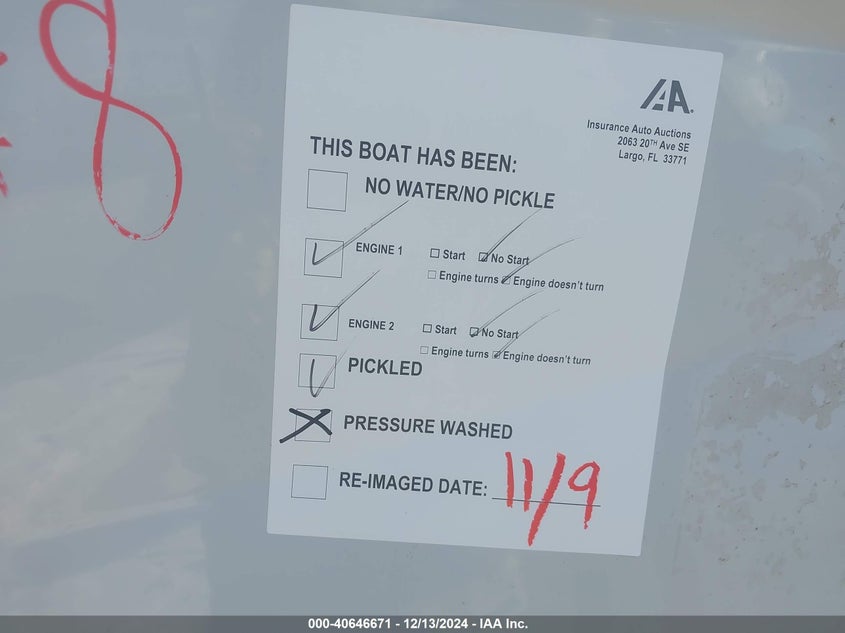 8
IAA
Insurance Auto Auctions
2063 20TH Ave SE
Largo, FL 33771
THIS BOAT HAS BEEN:
NO WATER/NO PICKLE
ENGINE 1 Start No Start
Engine turns Engine doesn't turn
ENGINE 2 Start No Start
Engine turns Engine doesn't turn
PICKLED
PRESSURE WASHED
RE-IMAGED DATE: 11/9
000-40646671 - 12/13/2024 - IAA Inc.